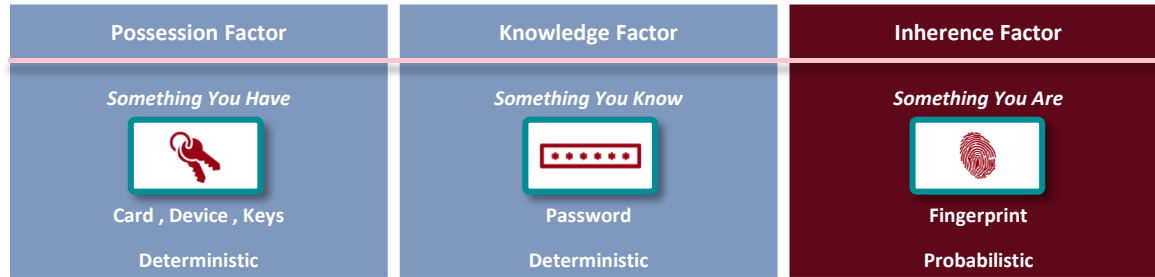 Possession Factor
Something You Have
Card , Device , Keys
Deterministic
Knowledge Factor
Something You Know
******
Password
Deterministic
Inherence Factor
Something You Are
Fingerprint
Probabilistic